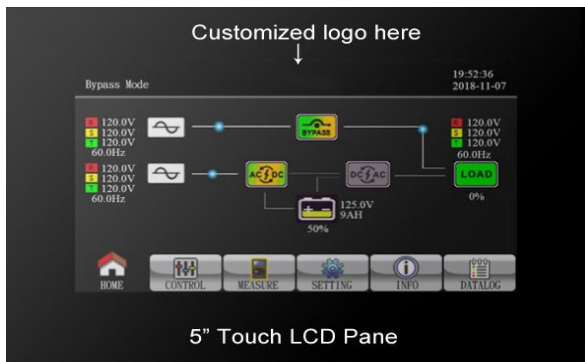 Customized logo here
Bypass Mode
19:52:36
2018-11-07
R 120.0V
S 120.0V
T 120.0V
60.0Hz
BYPASS
R 120.0V
S 120.0V
T 120.0V
60.0Hz
R 120.0V
S 120.0V
T 120.0V
60.0Hz
AC DC
DC AC
LOAD
0%
125.0V
9AH
50%
HOME
CONTROL
MEASURE
SETTING
INFO
DATALOG
5” Touch LCD Pane